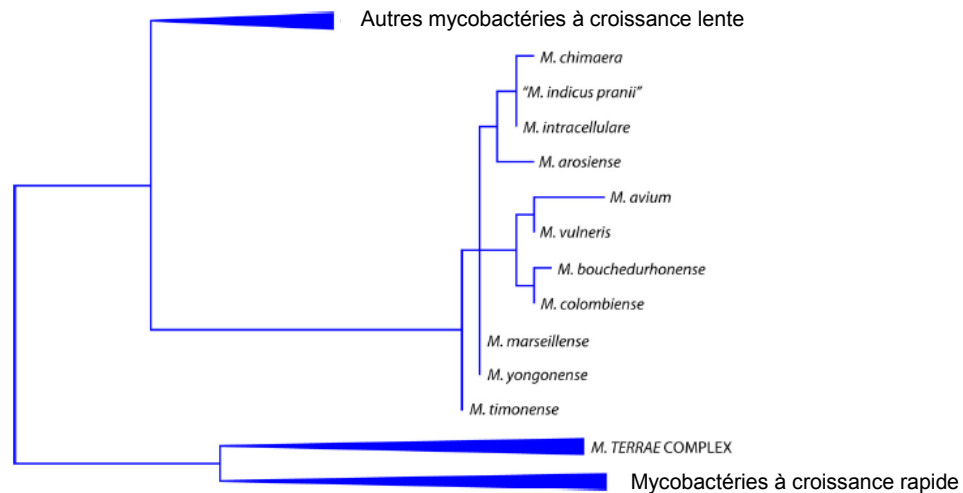 Autres mycobactéries à croissance lente
M. chimaera
"M. indicus pranii"
M. intracellulare
M. arosiense
M. avium
M. vulneris
M. bouchedurhonense
M. colombiense
M. marseillense
M. yongonense
M. timonense
M. TERRAE COMPLEX
Mycobactéries à croissance rapide